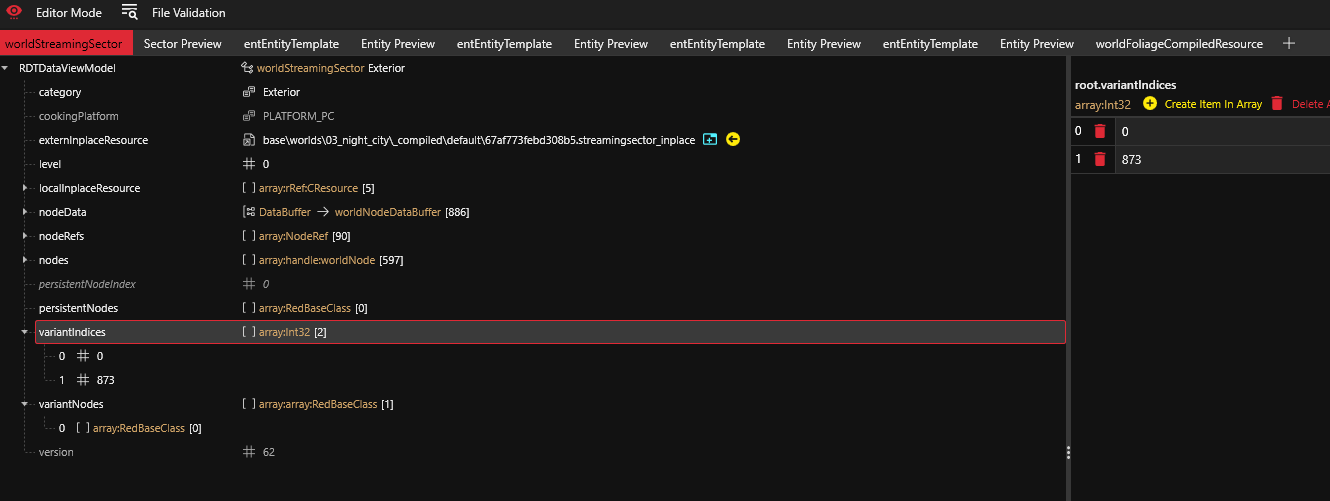 Editor Mode File Validation
worldStreamingSector Sector Preview entEntityTemplate Entity Preview entEntityTemplate Entity Preview entEntityTemplate Entity Preview entEntityTemplate Entity Preview worldFoliageCompiledResource
RDTDataViewModel worldStreamingSector Exterior
category Exterior
cookingPlatform PLATFORM_PC
externInplaceResource base\worlds\03_night_city\_compiled\default\67af773febd308b5.streamingsector_inplace
level # 0
localInplaceResource [ ] array:rRef:CResource [5]
nodeData DataBuffer → worldNodeDataBuffer [886]
nodeRefs [ ] array:NodeRef [90]
nodes [ ] array:handle:worldNode [597]
persistentNodeIndex # 0
persistentNodes [ ] array:RedBaseClass [0]
variantIndices [ ] array:Int32 [2]
0 # 0
1 # 873
variantNodes [ ] array:array:RedBaseClass [1]
0 [ ] array:RedBaseClass [0]
version # 62
root.variantIndices
array:Int32 Create Item In Array Delete A
0 0
1 873